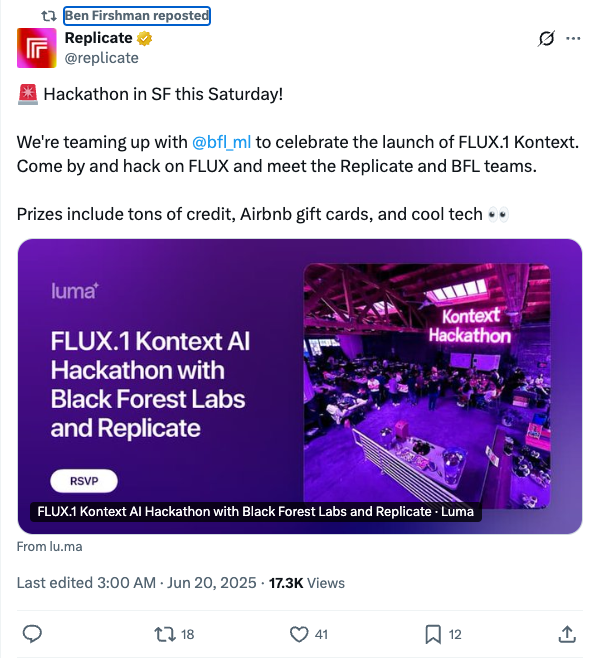 Ben Firshman reposted
Replicate
@replicate
🚨 Hackathon in SF this Saturday!
We're teaming up with @bfl_ml to celebrate the launch of FLUX.1 Kontext.
Come by and hack on FLUX and meet the Replicate and BFL teams.
Prizes include tons of credit, Airbnb gift cards, and cool tech 👀
luma
FLUX.1 Kontext AI
Hackathon with
Black Forest Labs
and Replicate
RSVP
Kontext
Hackathon
FLUX.1 Kontext AI Hackathon with Black Forest Labs and Replicate · Luma
From lu.ma
Last edited 3:00 AM · Jun 20, 2025 · 17.3K Views
18
41
12